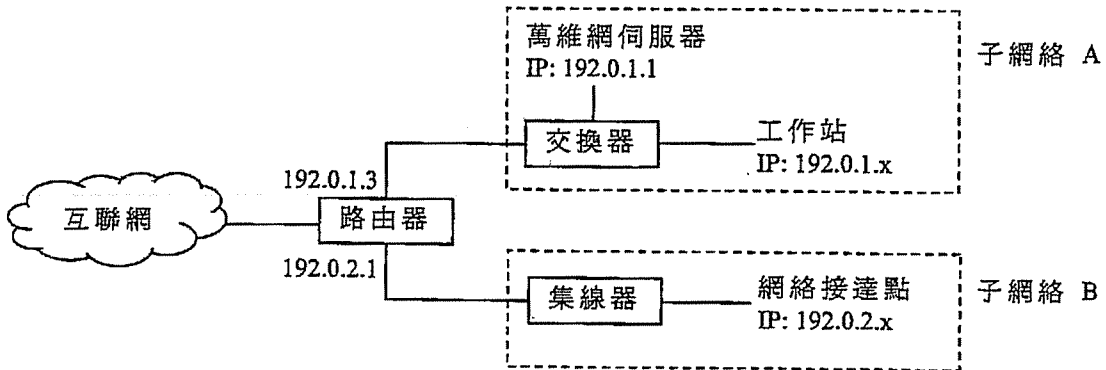 萬維網伺服器
IP: 192.0.1.1
子網絡 A
交換器
工作站
IP: 192.0.1.x
192.0.1.3
互聯網
路由器
192.0.2.1
集線器
網絡接達點
IP: 192.0.2.x
子網絡 B